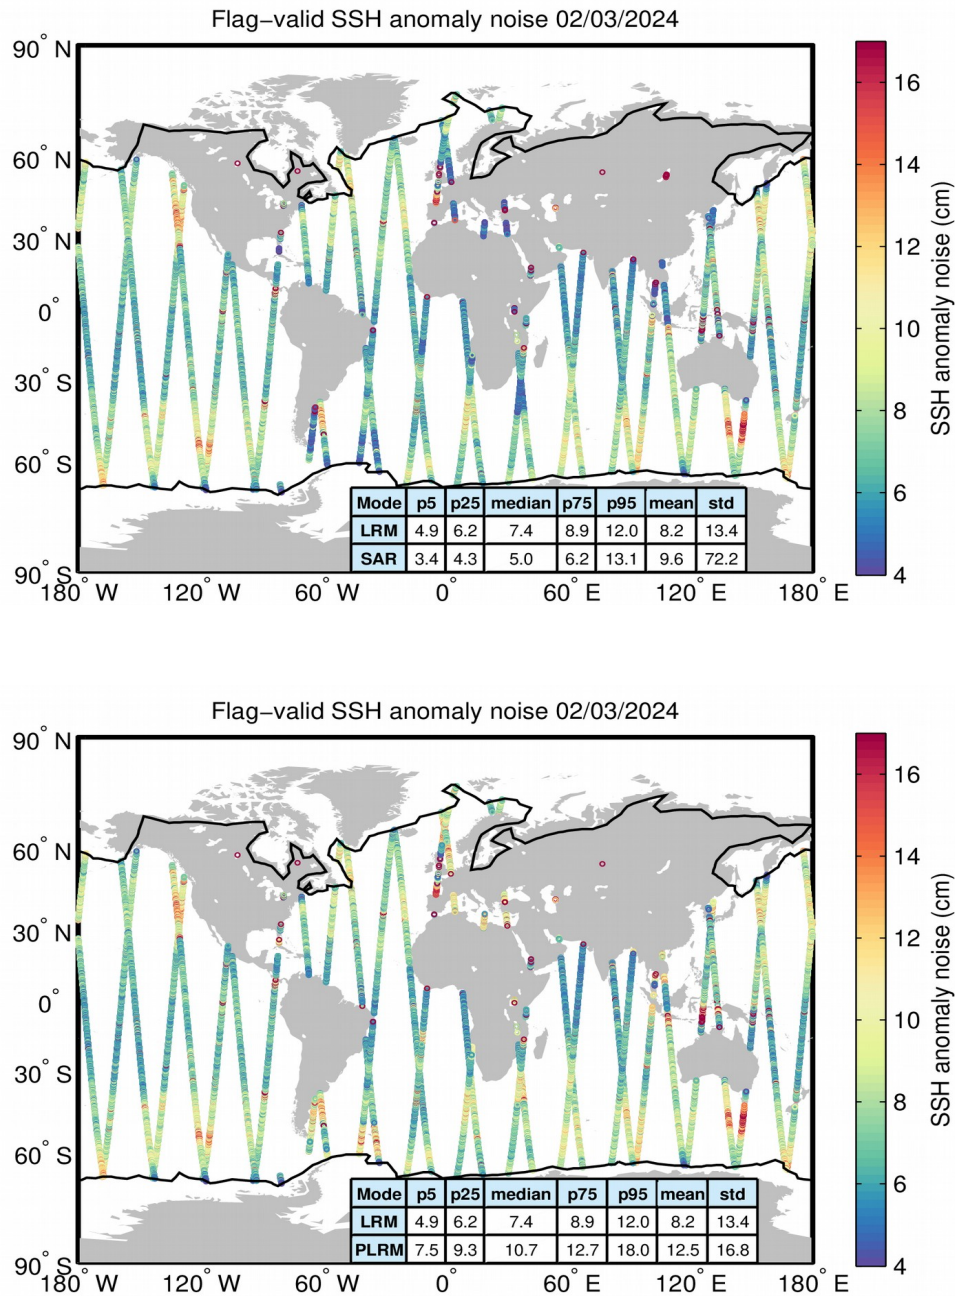 Flag−valid SSH anomaly noise 02/03/2024
90° N
60° N
30° N
0°
30° S
60° S
90° S
180° W
120° W
60° W
0°
60° E
120° E
180° E
Mode p5 p25 median p75 p95 mean std
LRM 4.9 6.2 7.4 8.9 12.0 8.2 13.4
SAR 3.4 4.3 5.0 6.2 13.1 9.6 72.2
16
14
12
10
8
6
4
SSH anomaly noise (cm)
Flag−valid SSH anomaly noise 02/03/2024
90° N
60° N
30° N
0°
30° S
60° S
90° S
180° W
120° W
60° W
0°
60° E
120° E
180° E
Mode p5 p25 median p75 p95 mean std
LRM 4.9 6.2 7.4 8.9 12.0 8.2 13.4
PLRM 7.5 9.3 10.7 12.7 18.0 12.5 16.8
16
14
12
10
8
6
4
SSH anomaly noise (cm)